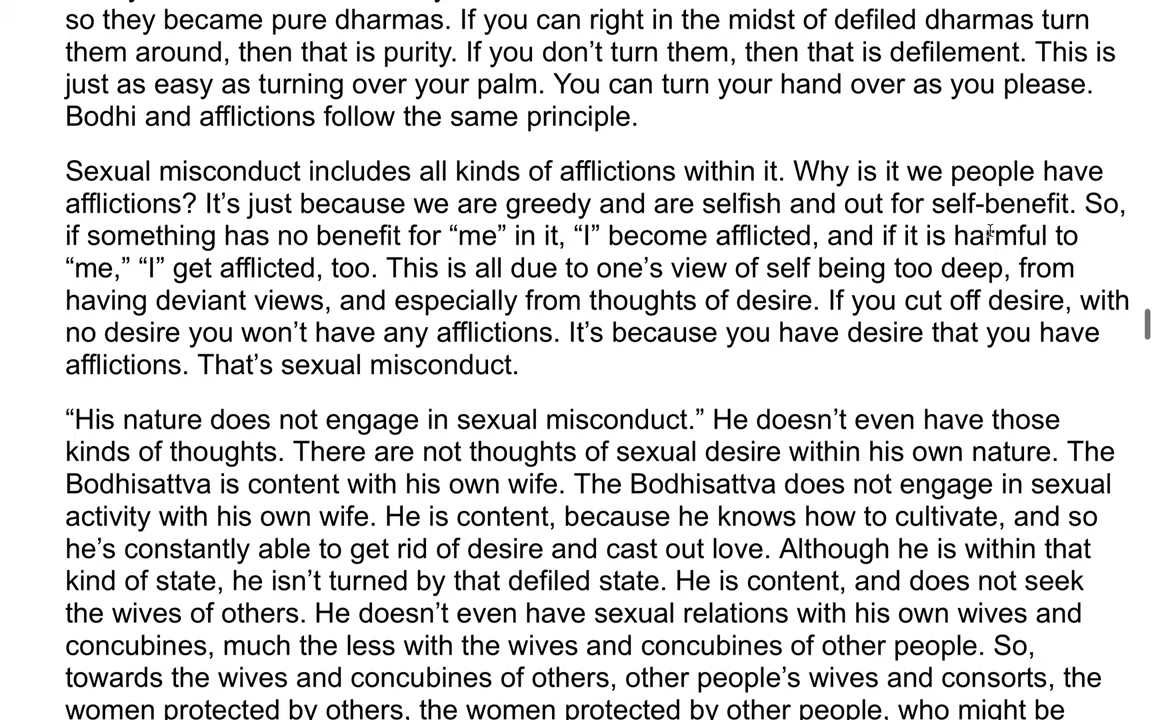 so they became pure dharmas. If you can right in the midst of defiled dharmas turn
them around, then that is purity. If you don’t turn them, then that is defilement. This is
just as easy as turning over your palm. You can turn your hand over as you please.
Bodhi and afflictions follow the same principle.
Sexual misconduct includes all kinds of afflictions within it. Why is it we people have
afflictions? It’s just because we are greedy and are selfish and out for self-benefit. So,
if something has no benefit for “me” in it, “I” become afflicted, and if it is harmful to
“me,” “I” get afflicted, too. This is all due to one’s view of self being too deep, from
having deviant views, and especially from thoughts of desire. If you cut off desire, with
no desire you won’t have any afflictions. It’s because you have desire that you have
afflictions. That’s sexual misconduct.
“His nature does not engage in sexual misconduct.” He doesn’t even have those
kinds of thoughts. There are not thoughts of sexual desire within his own nature. The
Bodhisattva is content with his own wife. The Bodhisattva does not engage in sexual
activity with his own wife. He is content, because he knows how to cultivate, and so
he’s constantly able to get rid of desire and cast out love. Although he is within that
kind of state, he isn’t turned by that defiled state. He is content, and does not seek
the wives of others. He doesn’t even have sexual relations with his own wives and
concubines, much the less with the wives and concubines of other people. So,
towards the wives and concubines of others, other people’s wives and consorts, the
women protected by others, the women protected by other people, who might be